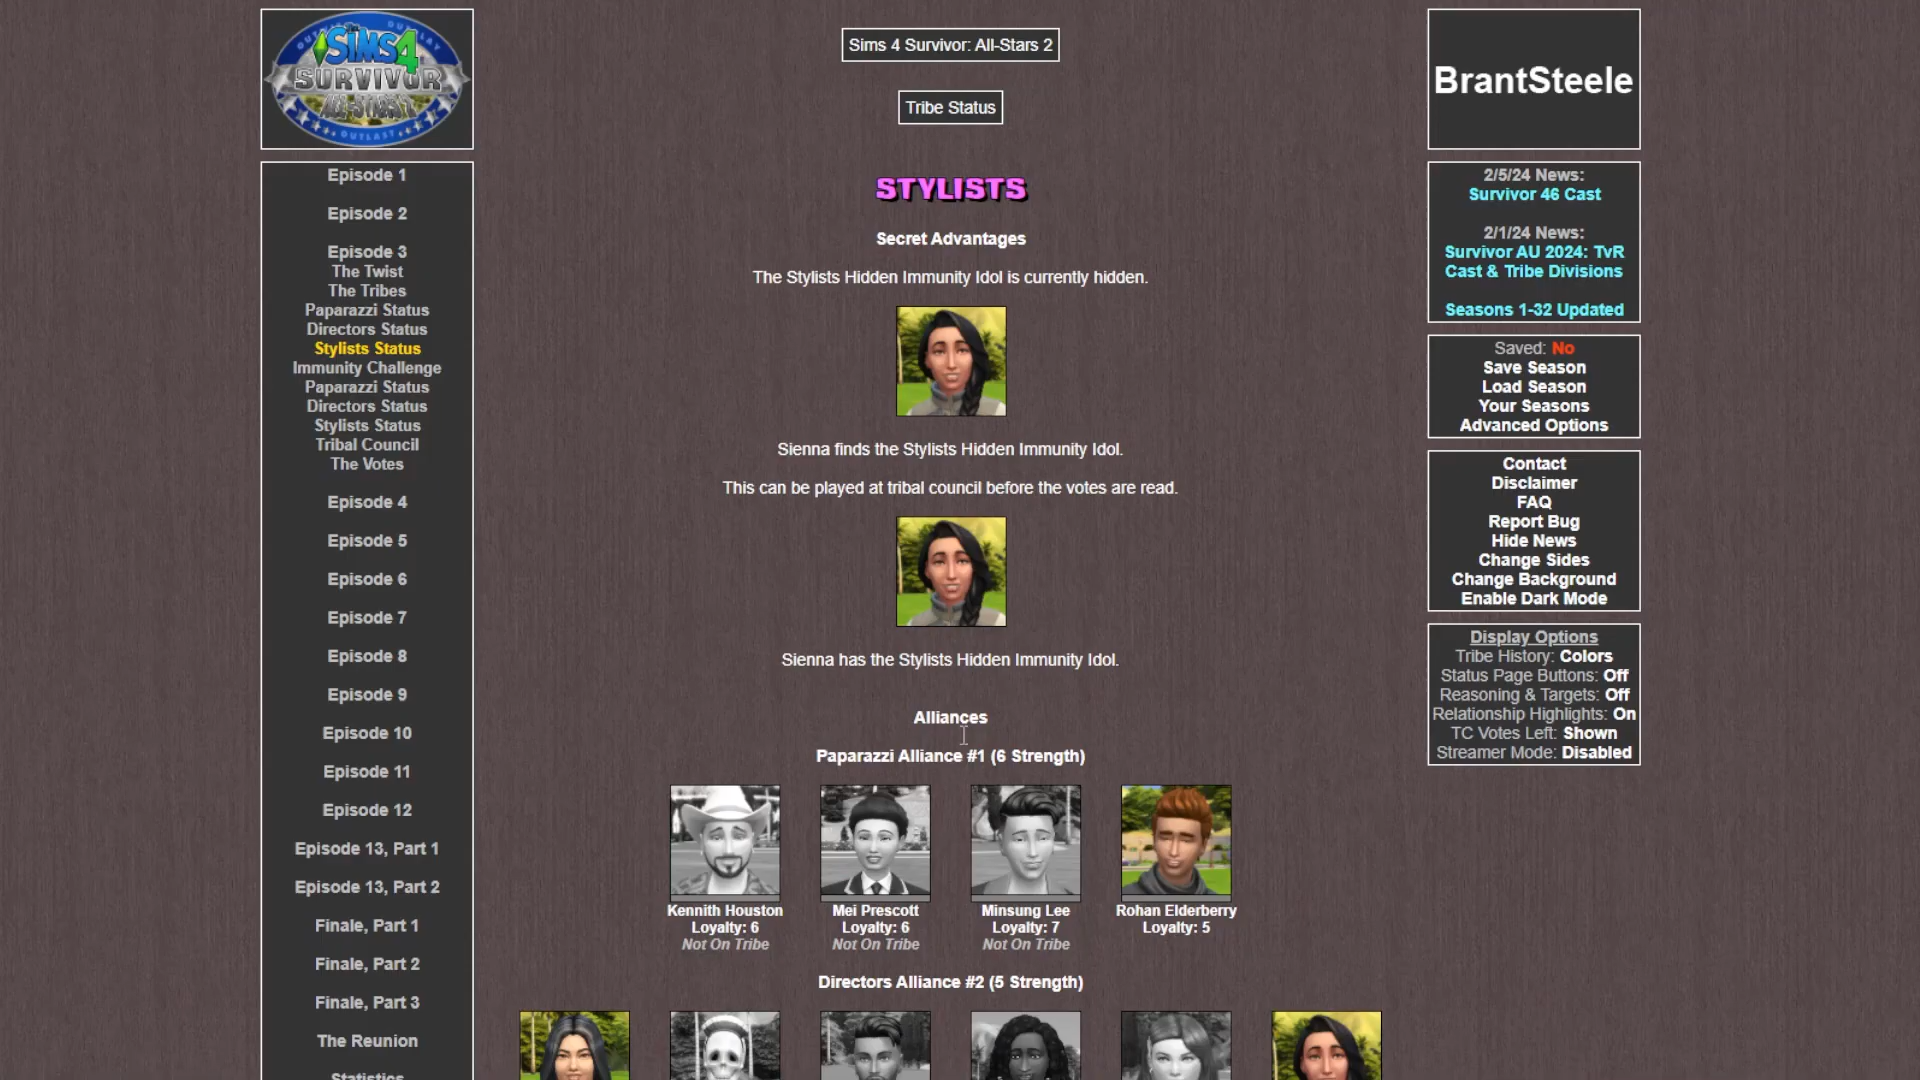 OUTWIT
OUTPLAY
The SIMS 4
SURVIVOR
ALL-STARS 2
OUTLAST
Episode 1
Episode 2
Episode 3
The Twist
The Tribes
Paparazzi Status
Directors Status
Stylists Status
Immunity Challenge
Paparazzi Status
Directors Status
Stylists Status
Tribal Council
The Votes
Episode 4
Episode 5
Episode 6
Episode 7
Episode 8
Episode 9
Episode 10
Episode 11
Episode 12
Episode 13, Part 1
Episode 13, Part 2
Finale, Part 1
Finale, Part 2
Finale, Part 3
The Reunion
Statistics
Sims 4 Survivor: All-Stars 2
Tribe Status
STYLISTS
Secret Advantages
The Stylists Hidden Immunity Idol is currently hidden.
Sienna finds the Stylists Hidden Immunity Idol.
This can be played at tribal council before the votes are read.
Sienna has the Stylists Hidden Immunity Idol.
Alliances
Paparazzi Alliance #1 (6 Strength)
Kennith Houston
Loyalty: 6
Not On Tribe
Mei Prescott
Loyalty: 6
Not On Tribe
Minsung Lee
Loyalty: 7
Not On Tribe
Rohan Elderberry
Loyalty: 5
Directors Alliance #2 (5 Strength)
BrantSteele
2/5/24 News:
Survivor 46 Cast
2/1/24 News:
Survivor AU 2024: TvR
Cast & Tribe Divisions
Seasons 1-32 Updated
Saved: No
Save Season
Load Season
Your Seasons
Advanced Options
Contact
Disclaimer
FAQ
Report Bug
Hide News
Change Sides
Change Background
Enable Dark Mode
Display Options
Tribe History: Colors
Status Page Buttons: Off
Reasoning & Targets: Off
Relationship Highlights: On
TC Votes Left: Shown
Streamer Mode: Disabled